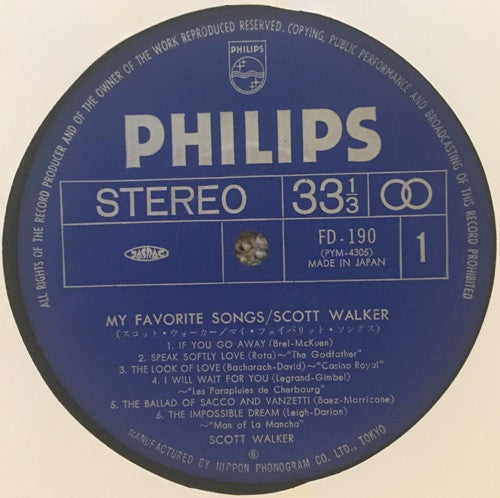 ALL RIGHTS OF THE RECORD PRODUCER AND OF THE OWNER OF THE WORK REPRODUCED RESERVED. COPYING, PUBLIC PERFORMANCE AND BROADCASTING OF THIS RECORD PROHIBITED
PHILIPS
PHILIPS
STEREO 33 1/3
JASRAC
FD-190
(PYM-4305)
MADE IN JAPAN
1
MY FAVORITE SONGS/SCOTT WALKER
(スコット・ウォーカー/マイ・フェイバリット・ソングス)
1. IF YOU GO AWAY (Brel-McKuen)
2. SPEAK SOFTLY LOVE (Rota)~"The Godfather"
3. THE LOOK OF LOVE (Bacharach-David)~"Casino Royal"
4. I WILL WAIT FOR YOU (Legrand-Gimbel)
~"Les Parapluies de Cherbourg"
5. THE BALLAD OF SACCO AND VANZETTI (Baez-Morricone)
6. THE IMPOSSIBLE DREAM (Leigh-Darion)
~"Man of La Mancha"
SCOTT WALKER
6
MANUFACTURED BY NIPPON PHONOGRAM CO. LTD., TOKYO